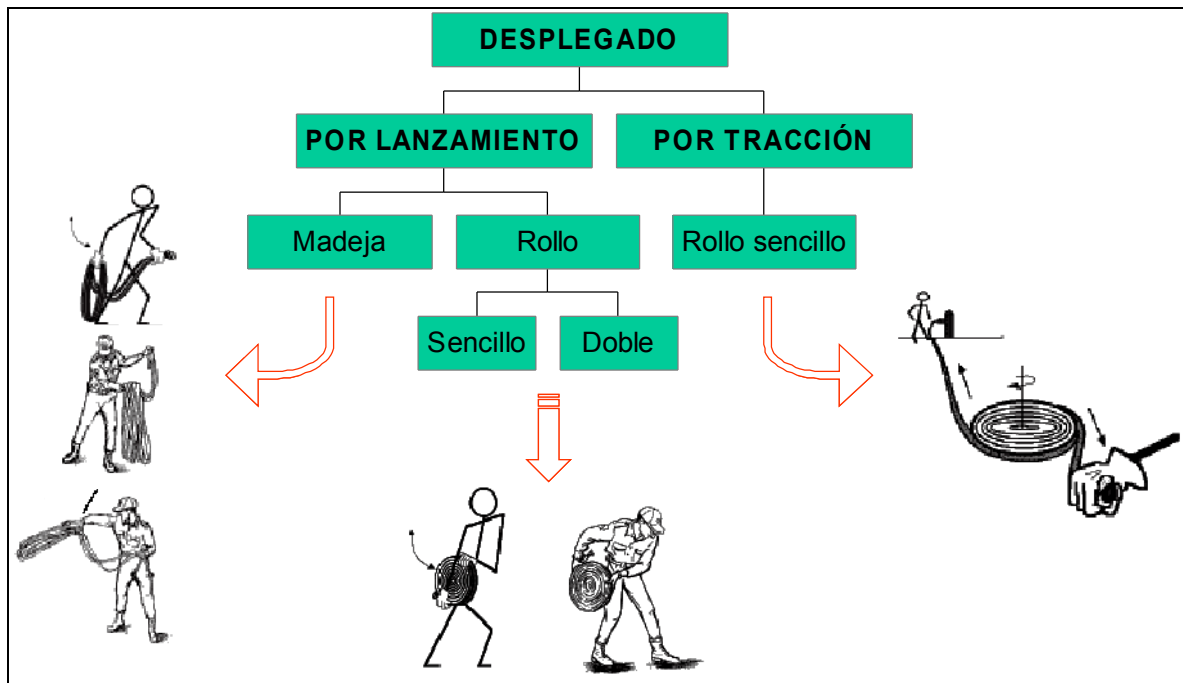 DESPLEGADO
POR LANZAMIENTO
POR TRACCIÓN
Madeja
Rollo
Rollo sencillo
Sencillo
Doble